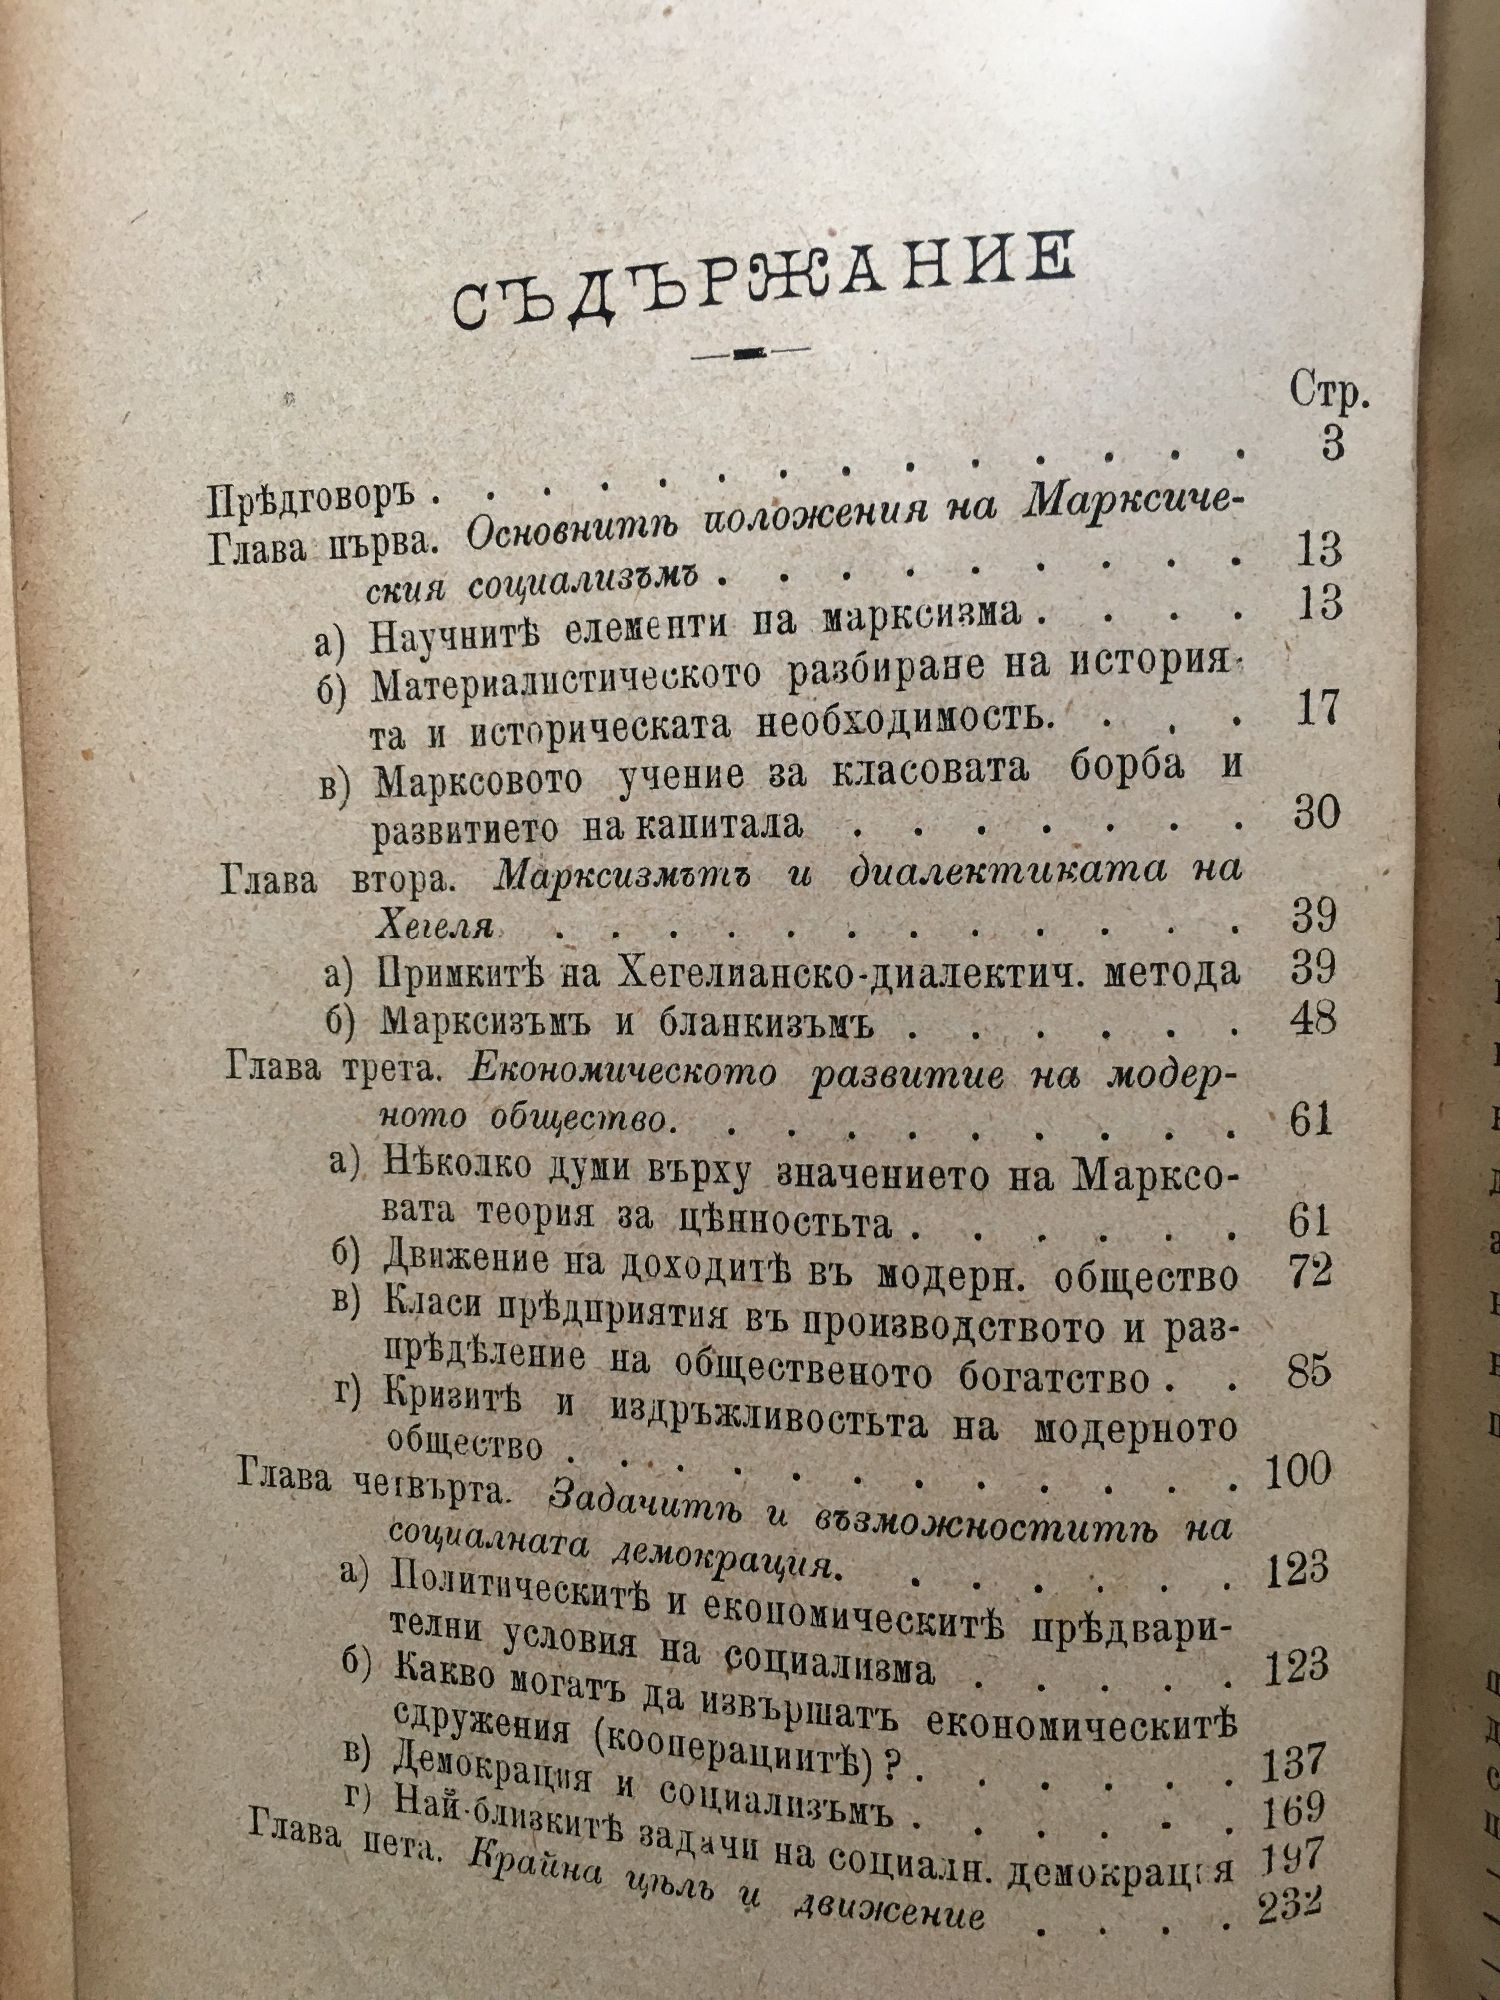 СЪДЪРЖАНИЕ
Стр.
Прѣдговоръ . . . . . . . . . . . . . . 3
Глава първа. Основнитѣ положения на Марксиче-
ския социализъмъ . . . . . . . . . 13
а) Научнитѣ елементи на марксизма . . . . 13
б) Материалистическото разбиране на история-
та и историческата необходимость. . . . 17
в) Марксовото учение за класовата борба и
развитието на капитала . . . . . . . 30
Глава втора. Марксизмътъ и диалектиката на
Хегеля . . . . . . . . . . . . 39
а) Примкитѣ на Хегелианско-диалектич. метода 39
б) Марксизъмъ и бланкизъмъ . . . . . . 48
Глава трета. Економическото развитие на модер-
ното общество. . . . . . . . . . 61
а) Нѣколко думи върху значението на Марксо-
вата теория за цѣнностьта . . . . . . 61
б) Движение на доходитѣ въ модерн. общество 72
в) Класи прѣдприятия въ производството и раз-
прѣдѣление на общественото богатство . . 85
г) Кризитѣ и издръжливостьта на модерното
общество . . . . . . . . . . . . 100
Глава четвърта. Задачитѣ и възможноститѣ на
социалната демокрация. . . . . . . 123
а) Политическитѣ и економическитѣ прѣдвари-
телни условия на социализма . . . . . 123
б) Какво могатъ да извършатъ економическитѣ
сдружения (кооперациитѣ) ? . . . . . . 137
в) Демокрация и социализъмъ . . . . . . 169
г) Най-близкитѣ задачи на социалн. демокрация 197
Глава пета. Крайна цѣль и движение . . . . 232